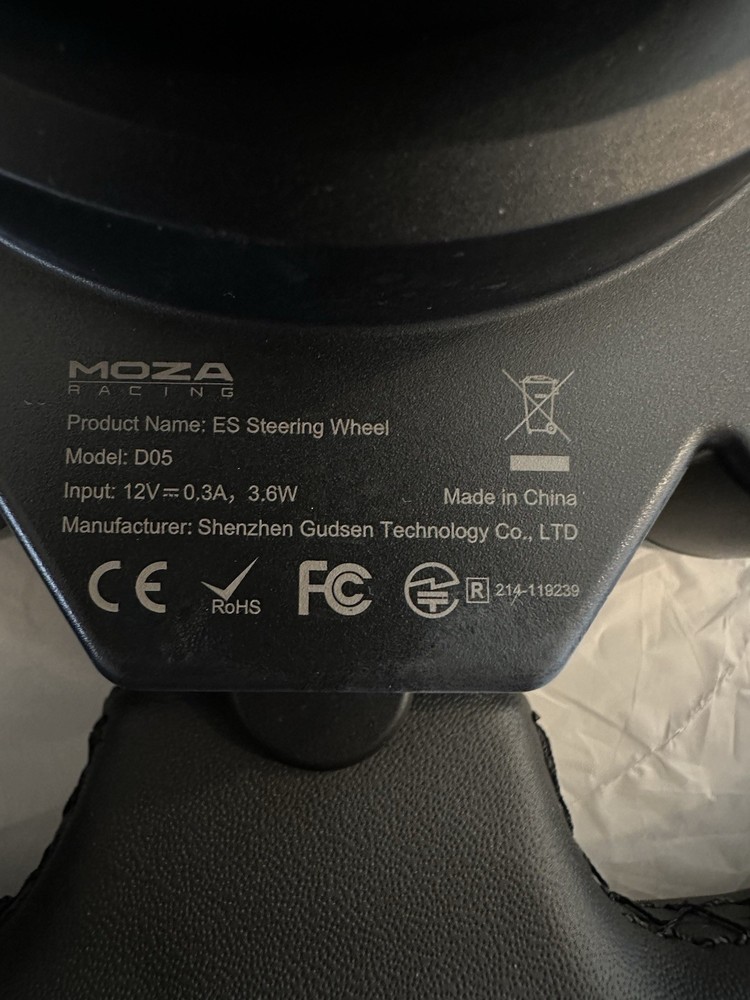 MOZA
RACING
Product Name: ES Steering Wheel
Model: D05
Input: 12V⎓0.3A, 3.6W
Made in China
Manufacturer: Shenzhen Gudsen Technology Co., LTD
CE RoHS FC R 214-119239